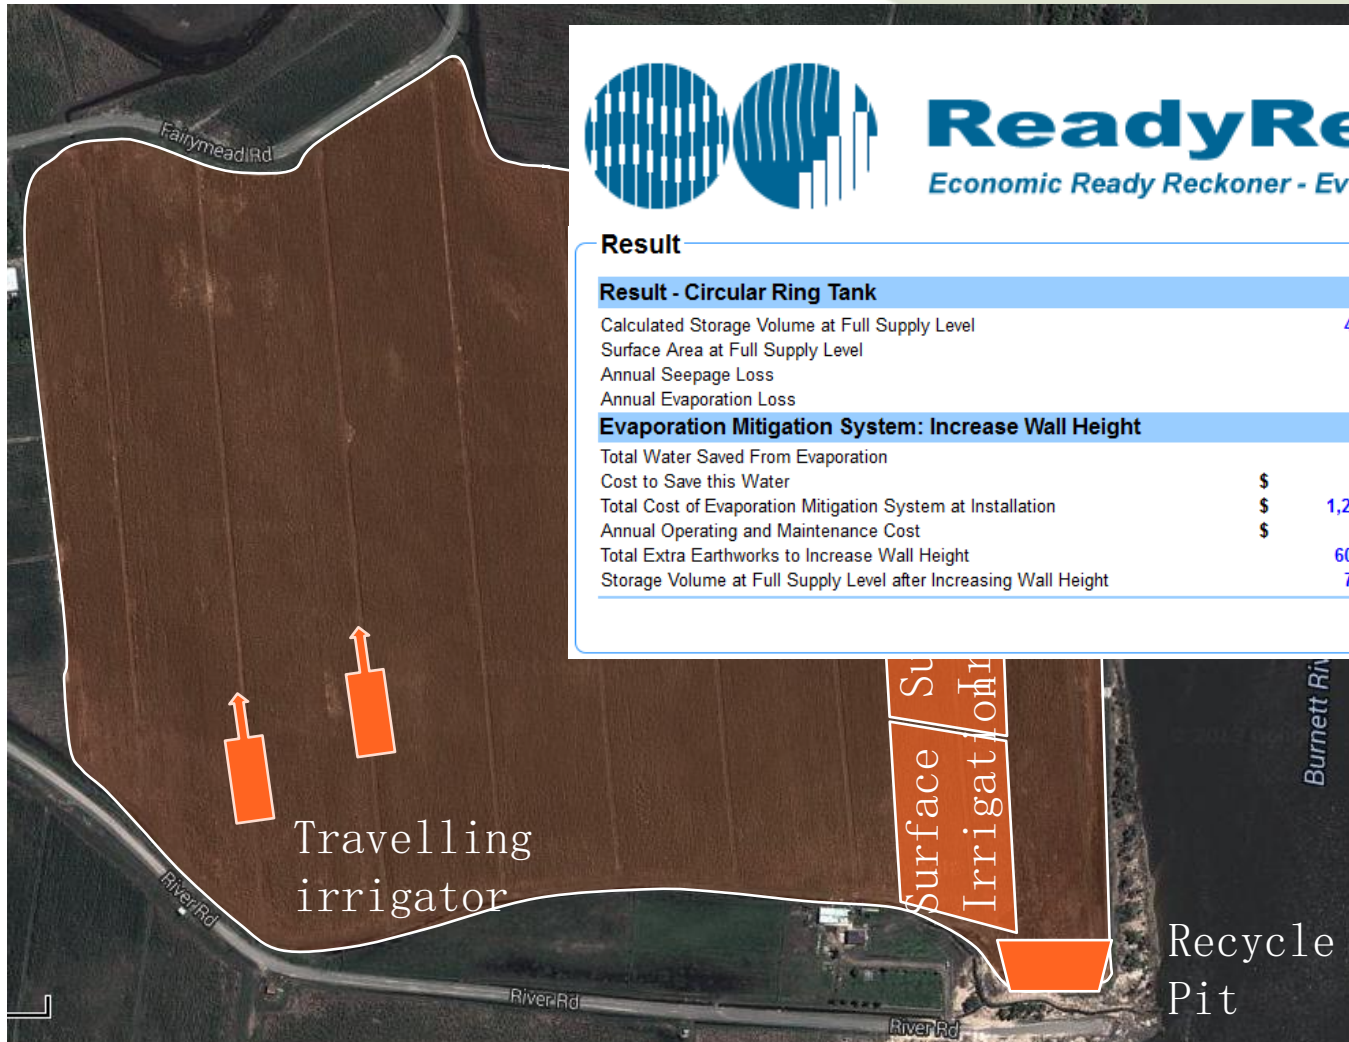 Fairymead Rd
ReadyRe
Economic Ready Reckoner - Ev
Result
Result - Circular Ring Tank
Calculated Storage Volume at Full Supply Level 4
Surface Area at Full Supply Level
Annual Seepage Loss
Annual Evaporation Loss
Evaporation Mitigation System: Increase Wall Height
Total Water Saved From Evaporation
Cost to Save this Water $
Total Cost of Evaporation Mitigation System at Installation $ 1,2
Annual Operating and Maintenance Cost $
Total Extra Earthworks to Increase Wall Height 60
Storage Volume at Full Supply Level after Increasing Wall Height 7
Su
Ir
Surface
Irrigation
Burnett Riv
Travelling
irrigator
River Rd
River Rd
River Rd
Recycle
Pit